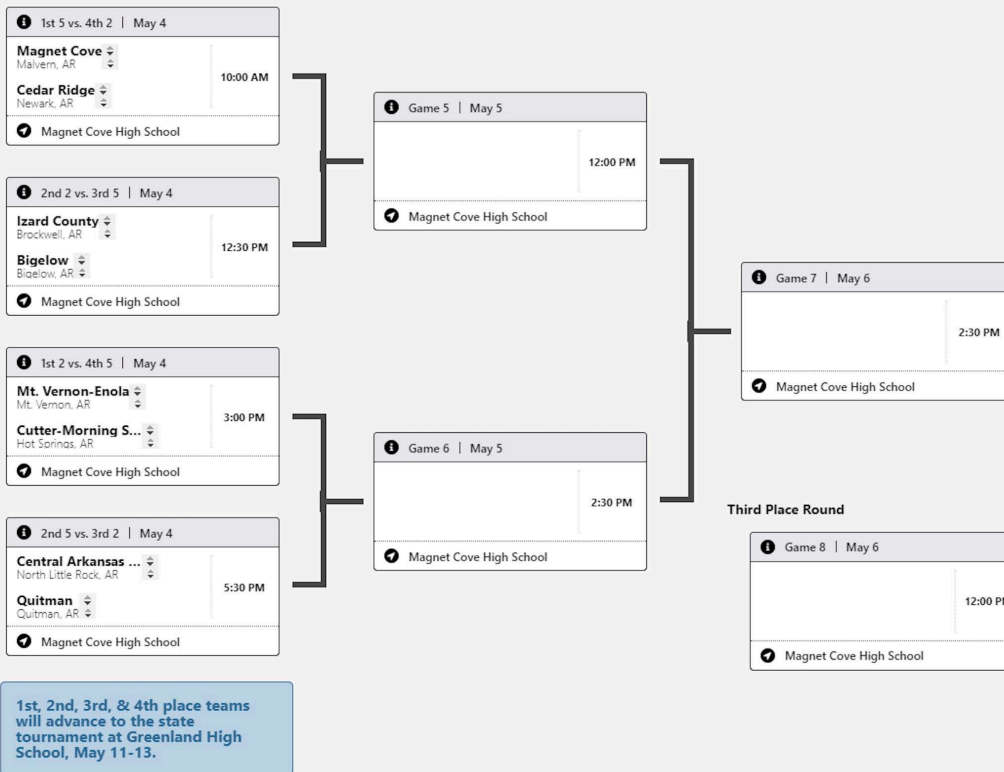 1st 5 vs. 4th 2 | May 4
Magnet Cove
Malvern, AR
10:00 AM
Cedar Ridge
Newark, AR
Magnet Cove High School
2nd 2 vs. 3rd 5 | May 4
Izard County
Brockwell, AR
12:30 PM
Bigelow
Bigelow, AR
Magnet Cove High School
1st 2 vs. 4th 5 | May 4
Mt. Vernon-Enola
Mt. Vernon, AR
3:00 PM
Cutter-Morning S...
Hot Springs, AR
Magnet Cove High School
2nd 5 vs. 3rd 2 | May 4
Central Arkansas ...
North Little Rock, AR
5:30 PM
Quitman
Quitman, AR
Magnet Cove High School
1st, 2nd, 3rd, & 4th place teams
will advance to the state
tournament at Greenland High
School, May 11-13.
Game 5 | May 5
12:00 PM
Magnet Cove High School
Game 6 | May 5
2:30 PM
Magnet Cove High School
Game 7 | May 6
2:30 PM
Magnet Cove High School
Third Place Round
Game 8 | May 6
12:00 PM
Magnet Cove High School